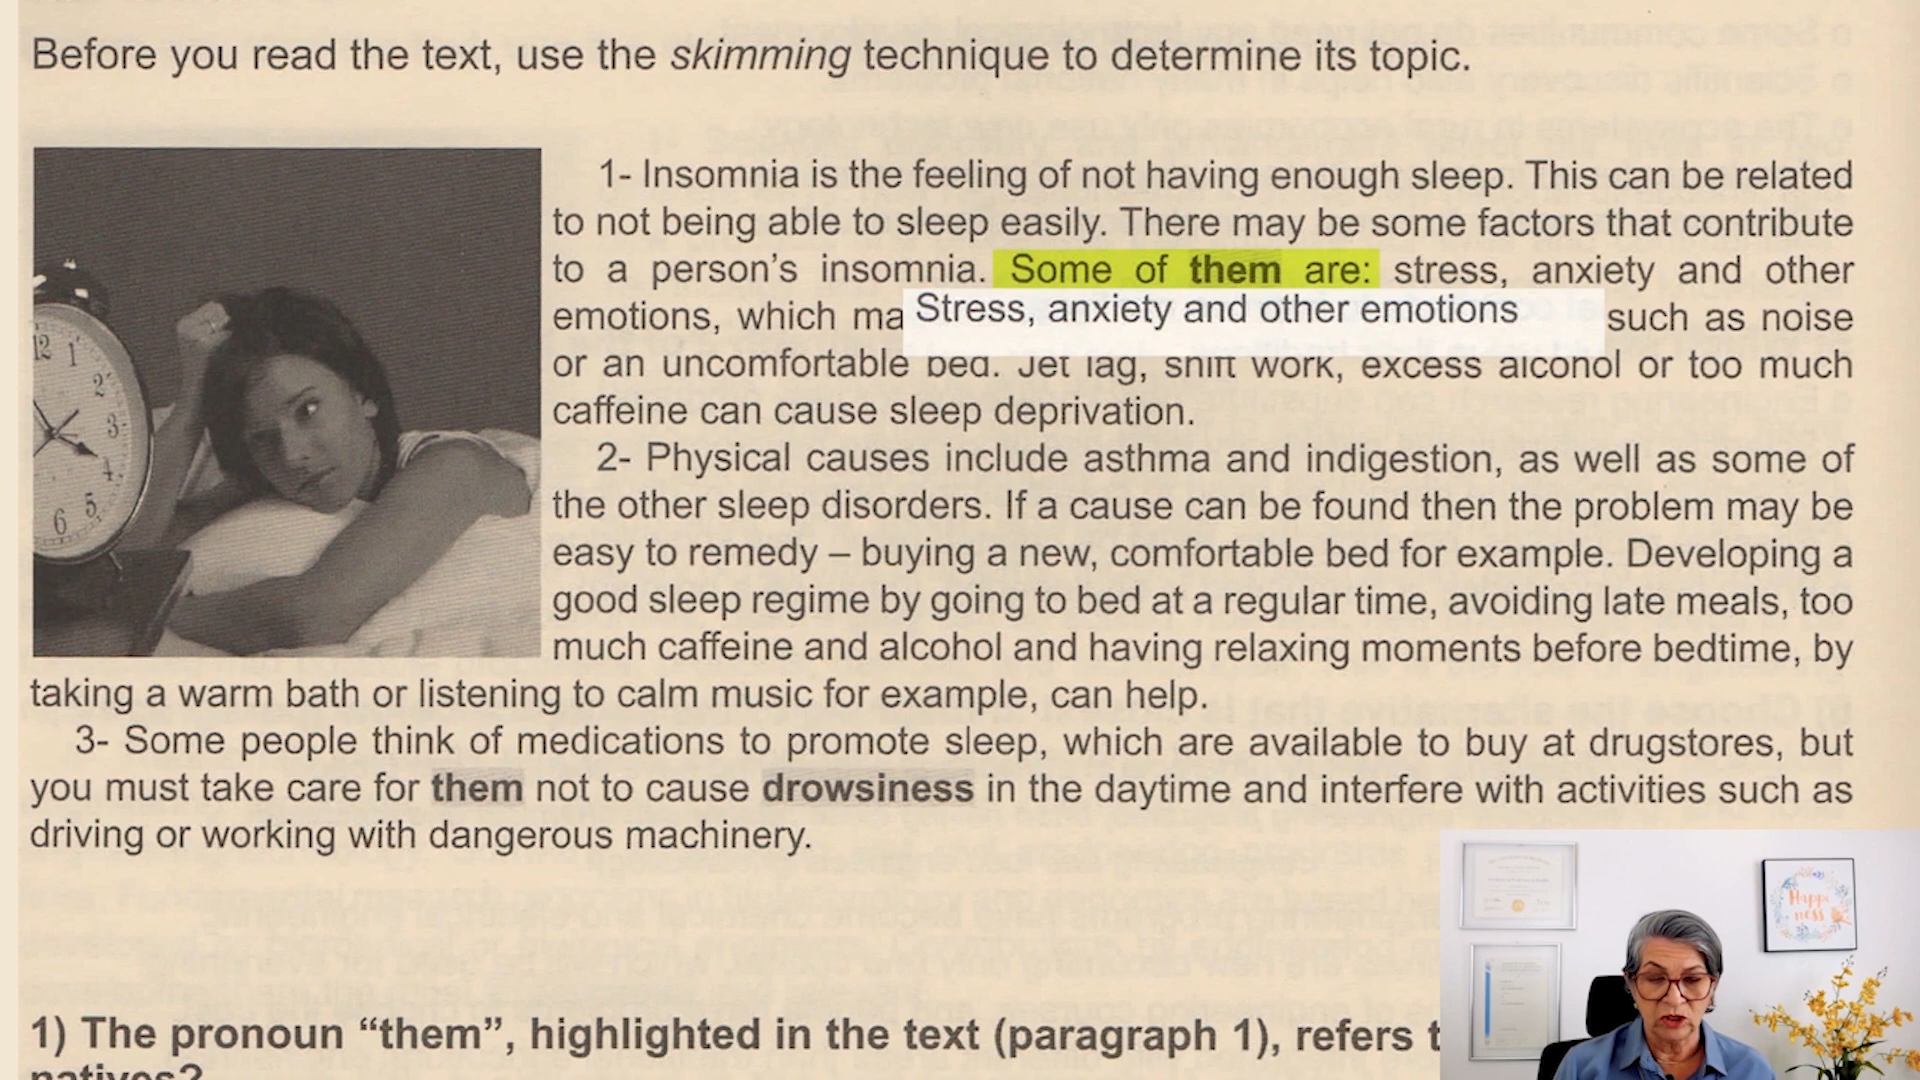 Before you read the text, use the skimming technique to determine its topic.
1- Insomnia is the feeling of not having enough sleep. This can be related
to not being able to sleep easily. There may be some factors that contribute
to a person's insomnia. Some of them are: stress, anxiety and other
emotions, which ma
Stress, anxiety and other emotions
such as noise
or an uncomfortable bed. Jet lag, shift work, excess alcohol or too much
caffeine can cause sleep deprivation.
2- Physical causes include asthma and indigestion, as well as some of
the other sleep disorders. If a cause can be found then the problem may be
easy to remedy – buying a new, comfortable bed for example. Developing a
good sleep regime by going to bed at a regular time, avoiding late meals, too
much caffeine and alcohol and having relaxing moments before bedtime, by
taking a warm bath or listening to calm music for example, can help.
3- Some people think of medications to promote sleep, which are available to buy at drugstores, but
you must take care for them not to cause drowsiness in the daytime and interfere with activities such as
driving or working with dangerous machinery.
1) The pronoun “them”, highlighted in the text (paragraph 1), refers t
natives?
12
1
2
3
4
5
6
Happi
ness